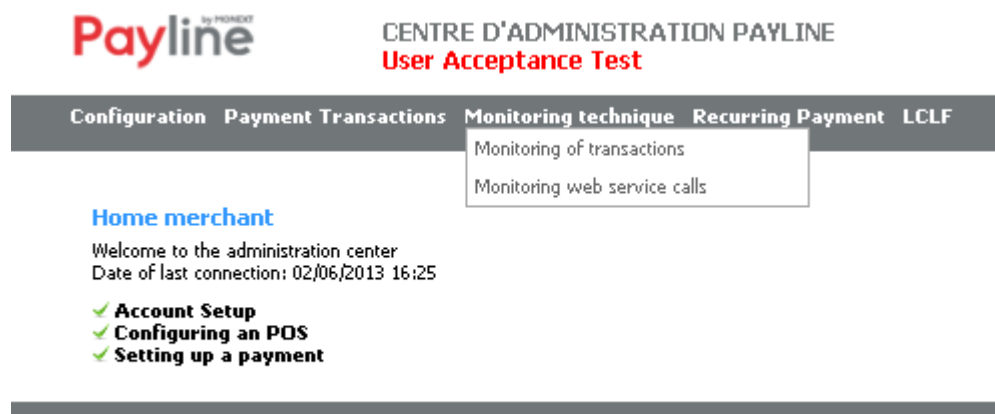 by MONEXT
Payline
CENTRE D'ADMINISTRATION PAYLINE
User Acceptance Test
Configuration Payment Transactions Monitoring technique Recurring Payment LCLF
Monitoring of transactions
Monitoring web service calls
Home merchant
Welcome to the administration center
Date of last connection: 02/06/2013 16:25
Account Setup
Configuring an POS
Setting up a payment